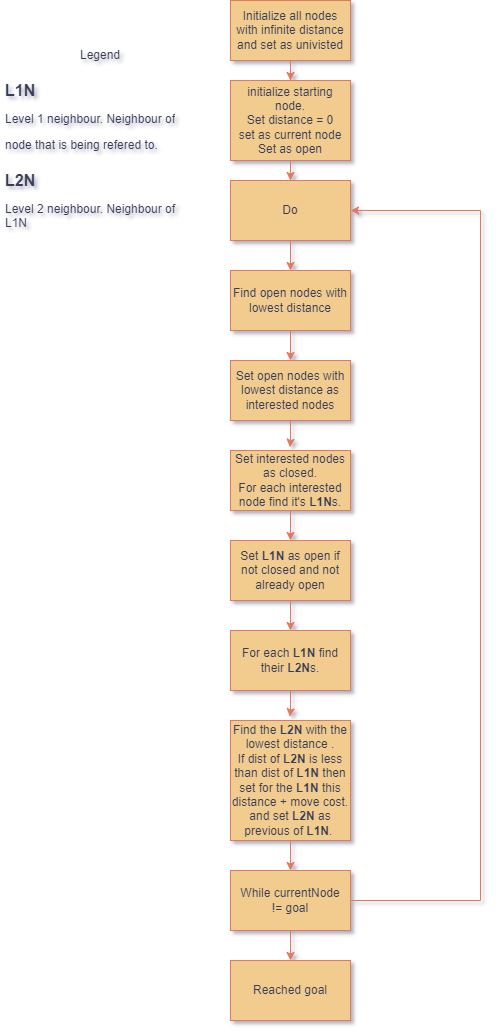 Legend
L1N
Level 1 neighbour. Neighbour of
node that is being refered to.
L2N
Level 2 neighbour. Neighbour of
L1N
Initialize all nodes
with infinite distance
and set as univisted
initialize starting
node.
Set distance = 0
set as current node
Set as open
Do
Find open nodes with
lowest distance
Set open nodes with
lowest distance as
interested nodes
Set interested nodes
as closed.
For each interested
node find it's L1Ns.
Set L1N as open if
not closed and not
already open
For each L1N find
their L2Ns.
Find the L2N with the
lowest distance .
If dist of L2N is less
than dist of L1N then
set for the L1N this
distance + move cost.
and set L2N as
previous of L1N.
While currentNode
!= goal
Reached goal